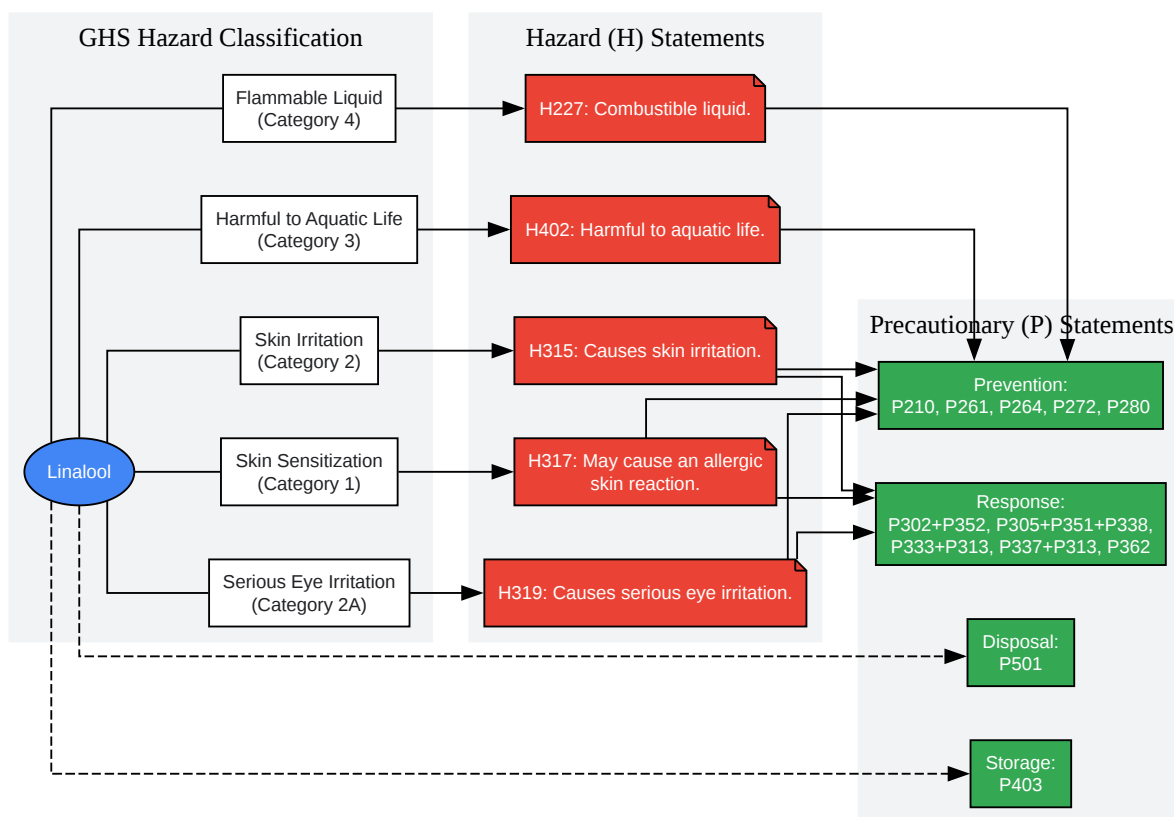 GHS Hazard Classification
Hazard (H) Statements
Flammable Liquid
(Category 4)
H227: Combustible liquid.
Harmful to Aquatic Life
(Category 3)
H402: Harmful to aquatic life.
Precautionary (P) Statements
Skin Irritation
(Category 2)
H315: Causes skin irritation.
Prevention:
P210, P261, P264, P272, P280
Linalool
Skin Sensitization
(Category 1)
H317: May cause an allergic
skin reaction.
Response:
P302+P352, P305+P351+P338,
P333+P313, P337+P313, P362
Serious Eye Irritation
(Category 2A)
H319: Causes serious eye irritation.
Disposal:
P501
Storage:
P403